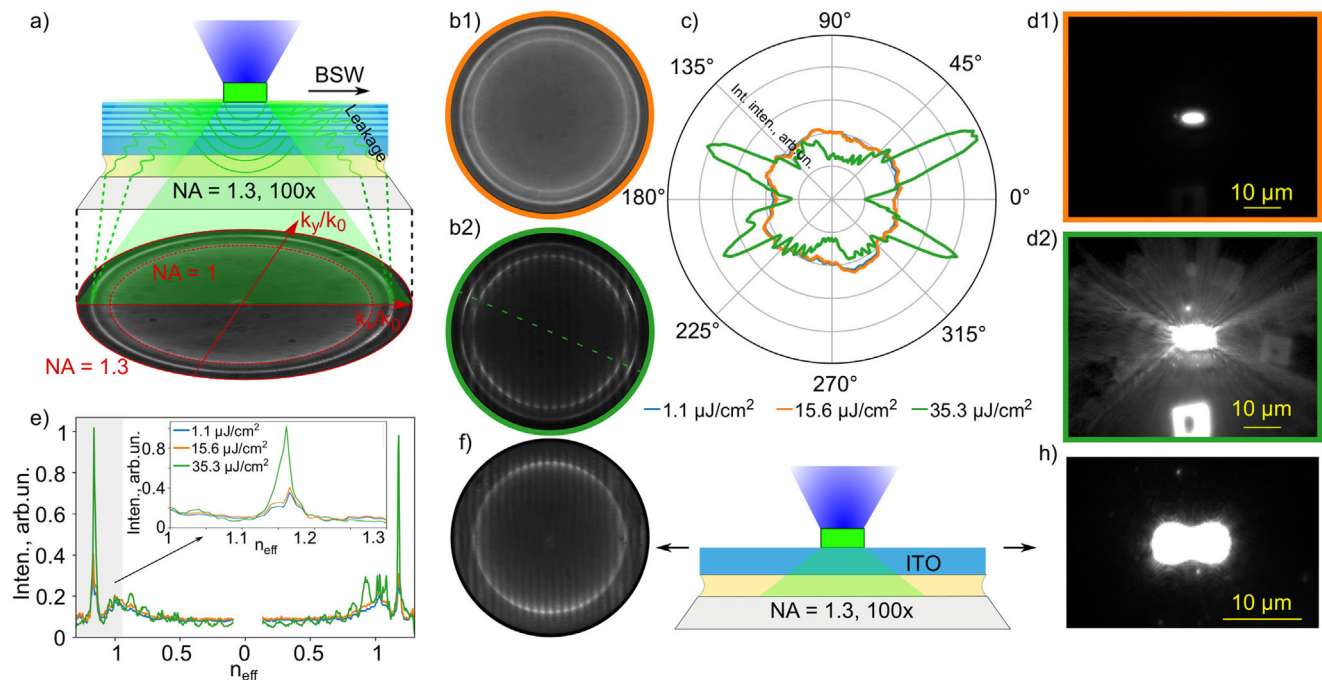 a)
BSW
Leakage
NA = 1.3, 100x
k_y/k_0
NA = 1
k_x/k_0
NA = 1.3
b1)
b2)
c)
90°
45°
135°
Int. inten., arb.un.
180°
0°
225°
315°
270°
1.1 µJ/cm²
15.6 µJ/cm²
35.3 µJ/cm²
d1)
10 µm
d2)
10 µm
e)
Inten., arb.un.
1
0.8
0.6
0.4
0.2
0
1
0.5
0
0.5
1
n_eff
Inten., arb.un.
0.8
0.4
0
1
1.1
1.2
1.3
n_eff
1.1 µJ/cm²
15.6 µJ/cm²
35.3 µJ/cm²
f)
ITO
NA = 1.3, 100x
h)
10 µm